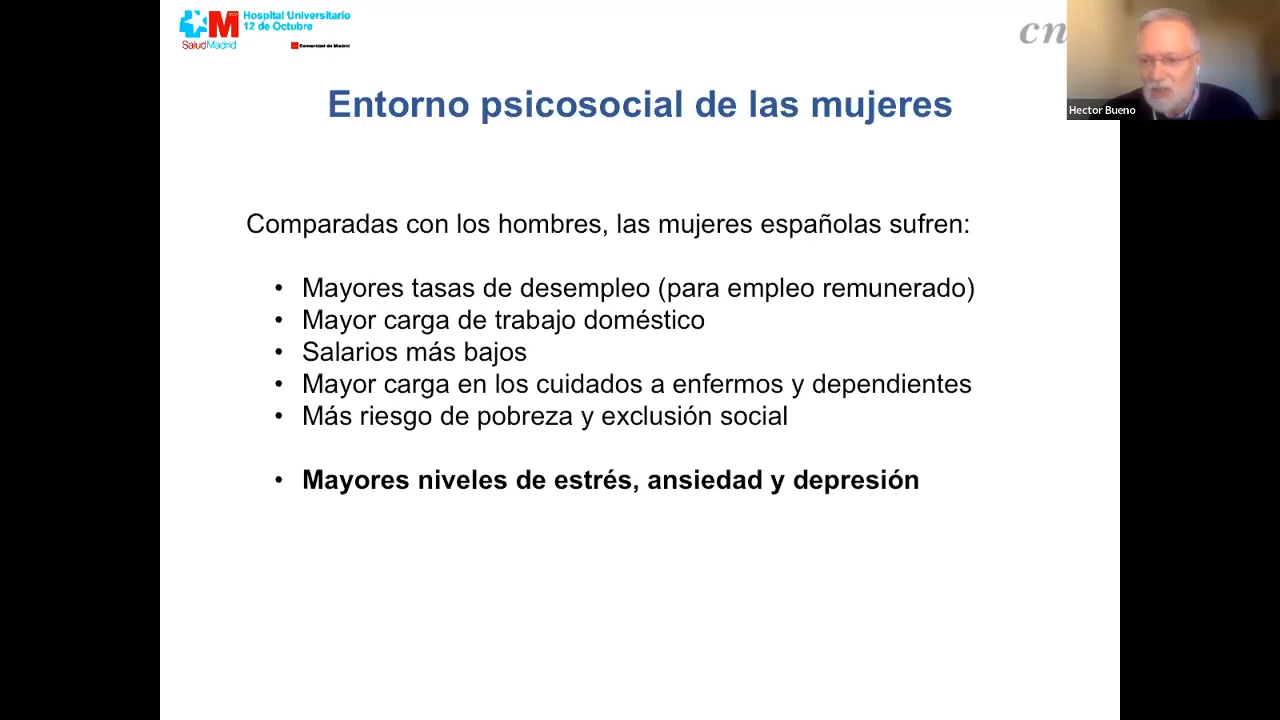 Hospital Universitario
12 de Octubre
SaludMadrid
Comunidad de Madrid
cn
Hector Bueno
Entorno psicosocial de las mujeres
Comparadas con los hombres, las mujeres españolas sufren:
• Mayores tasas de desempleo (para empleo remunerado)
• Mayor carga de trabajo doméstico
• Salarios más bajos
• Mayor carga en los cuidados a enfermos y dependientes
• Más riesgo de pobreza y exclusión social
• Mayores niveles de estrés, ansiedad y depresión